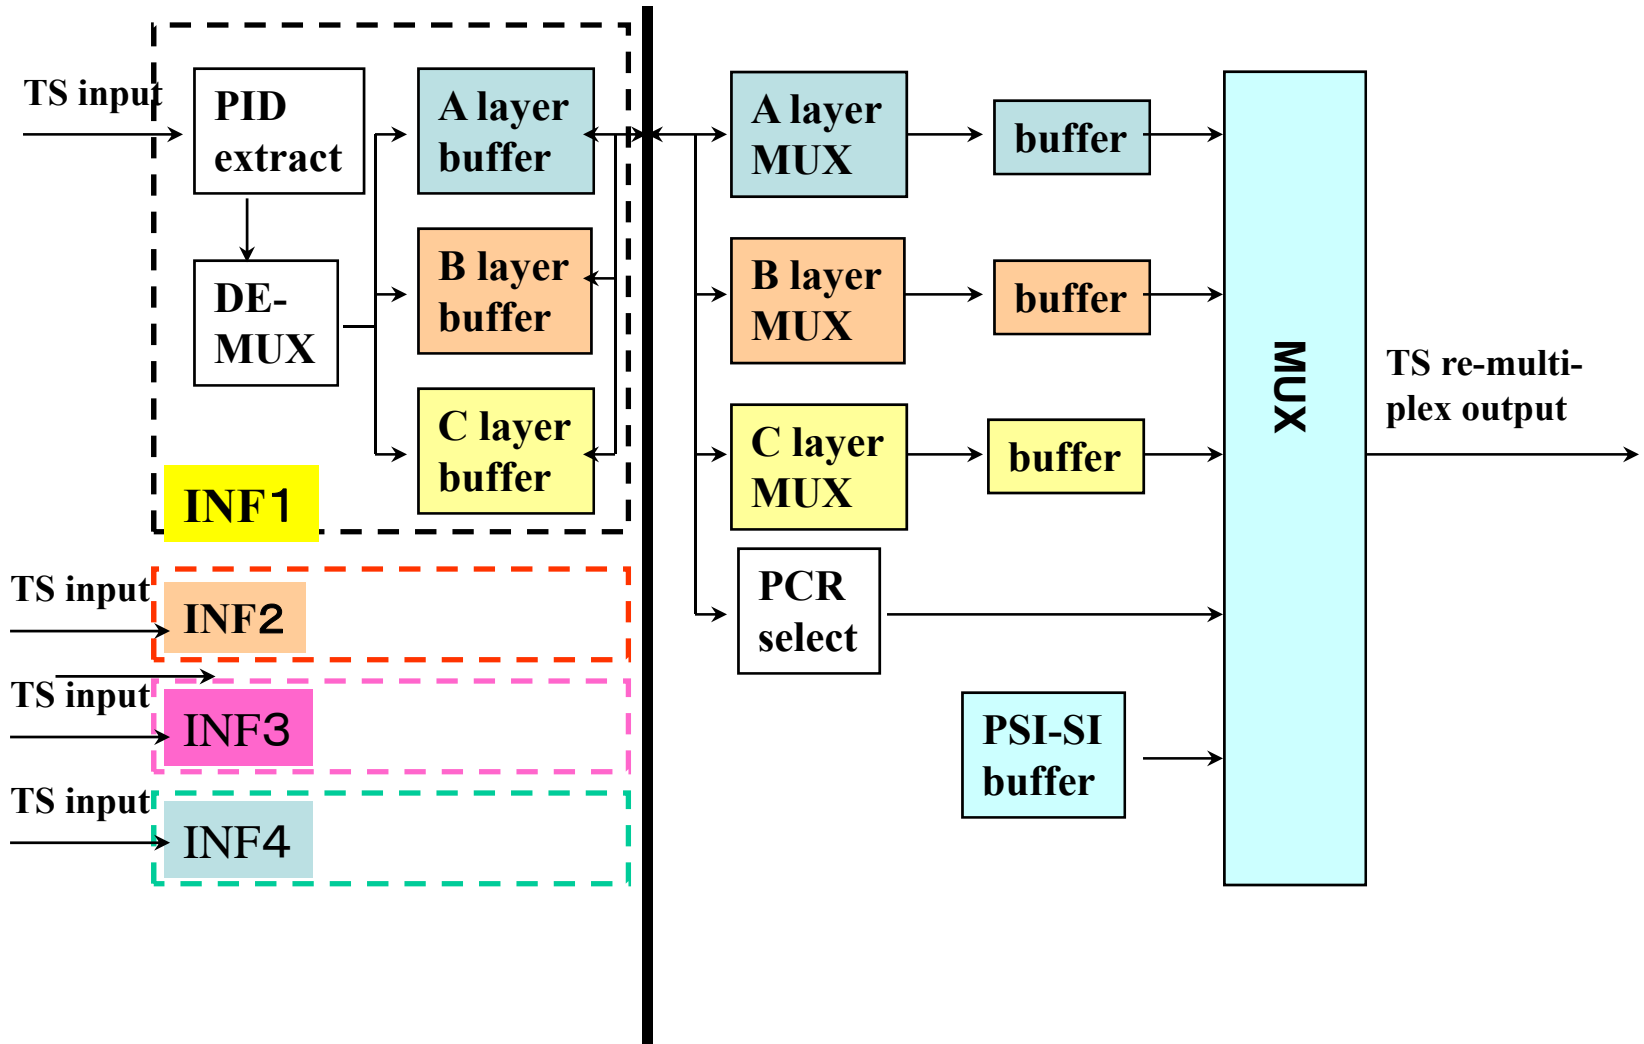 TS input
PID
extract
DE-
MUX
A layer
buffer
B layer
buffer
C layer
buffer
INF１
TS input
INF２
TS input
INF３
TS input
INF４
A layer
MUX
buffer
B layer
MUX
buffer
C layer
MUX
buffer
PCR
select
PSI-SI
buffer
MUX
TS re-multi-
plex output